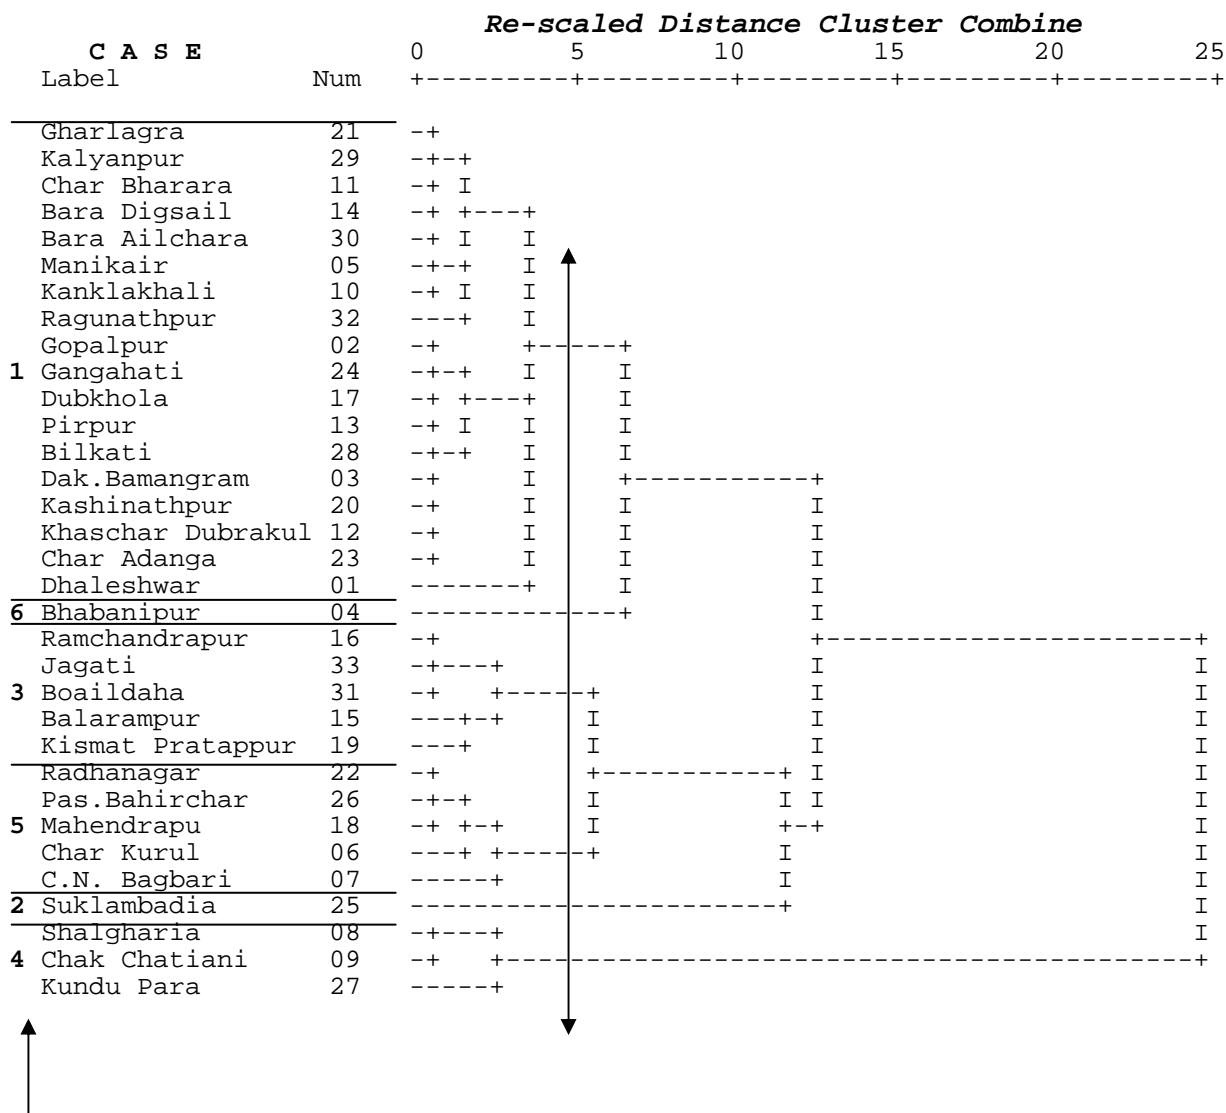 Re-scaled Distance Cluster Combine
C A S E 0 5 10 15 20 25
Label Num +---------+---------+---------+---------+---------+
Gharlagra 21 -+
Kalyanpur 29 -+-+
Char Bharara 11 -+ I
Bara Digsail 14 -+ +---+
Bara Ailchara 30 -+ I I
Manikair 05 -+-+ I
Kanklakhali 10 -+ I I
Ragunathpur 32 ---+ I
Gopalpur 02 -+ +-----+
1 Gangahati 24 -+-+ I I
Dubkhola 17 -+ +---+ I
Pirpur 13 -+ I I I
Bilkati 28 -+-+ I I
Dak.Bamangram 03 -+ I +-----------+
Kashinathpur 20 -+ I I I
Khaschar Dubrakul 12 -+ I I I
Char Adanga 23 -+ I I I
Dhaleshwar 01 -------+ I I
6 Bhabanipur 04 -------------+ I
Ramchandrapur 16 -+ +-----------------------+
Jagati 33 -+---+ I I
3 Boaildaha 31 -+ +-----+ I I
Balarampur 15 ---+-+ I I I
Kismat Pratappur 19 ---+ I I I
Radhanagar 22 -+ +-----------+ I I
Pas.Bahirchar 26 -+-+ I I I I
5 Mahendrapu 18 -+ +-+ I +-+ I
Char Kurul 06 ---+ +-----+ I I
C.N. Bagbari 07 -----+ I I
2 Suklambadia 25 -----------------------+ I
Shalgharia 08 -+---+ I
4 Chak Chatiani 09 -+ +-------------------------------------------+
Kundu Para 27 -----+